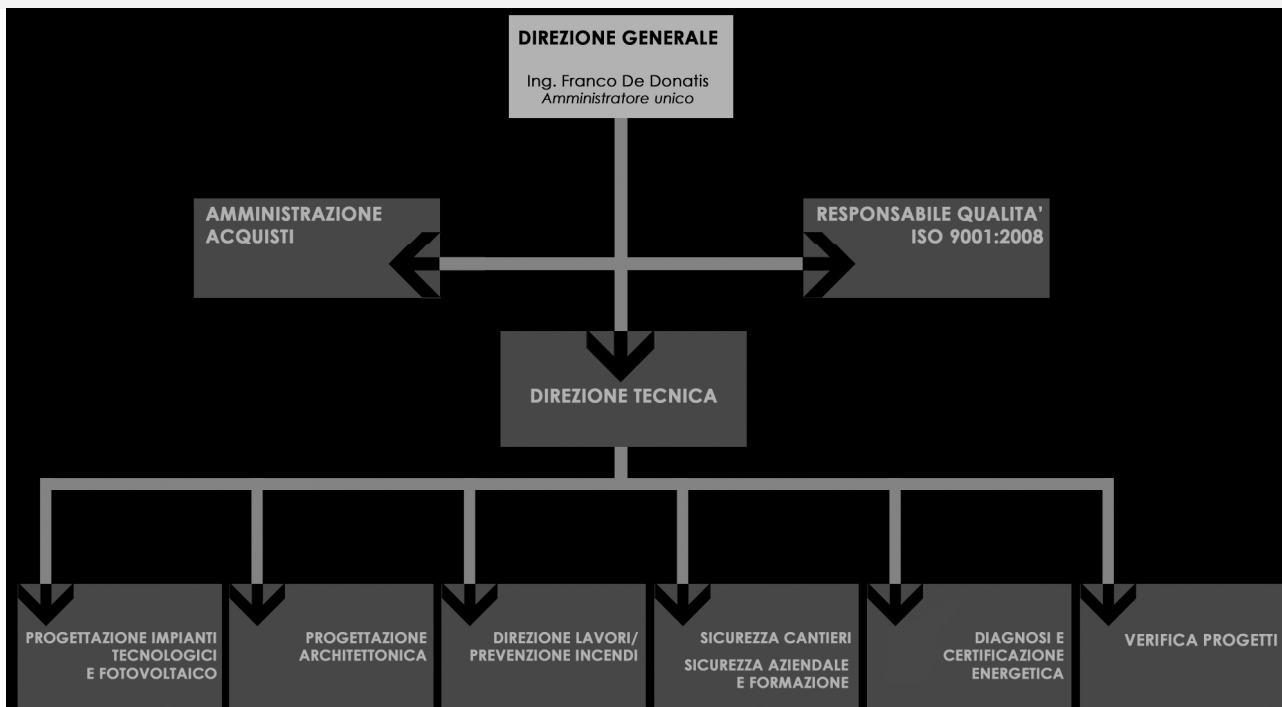 DIREZIONE GENERALE
Ing. Franco De Donatis
Amministratore unico
AMMINISTRAZIONE
ACQUISTI
RESPONSABILE QUALITA'
ISO 9001:2008
DIREZIONE TECNICA
PROGETTAZIONE IMPIANTI
TECNOLOGICI
E FOTOVOLTAICO
PROGETTAZIONE
ARCHITETTONICA
DIREZIONE LAVORI/
PREVENZIONE INCENDI
SICUREZZA CANTIERI
SICUREZZA AZIENDALE
E FORMAZIONE
DIAGNOSI E
CERTIFICAZIONE
ENERGETICA
VERIFICA PROGETTI